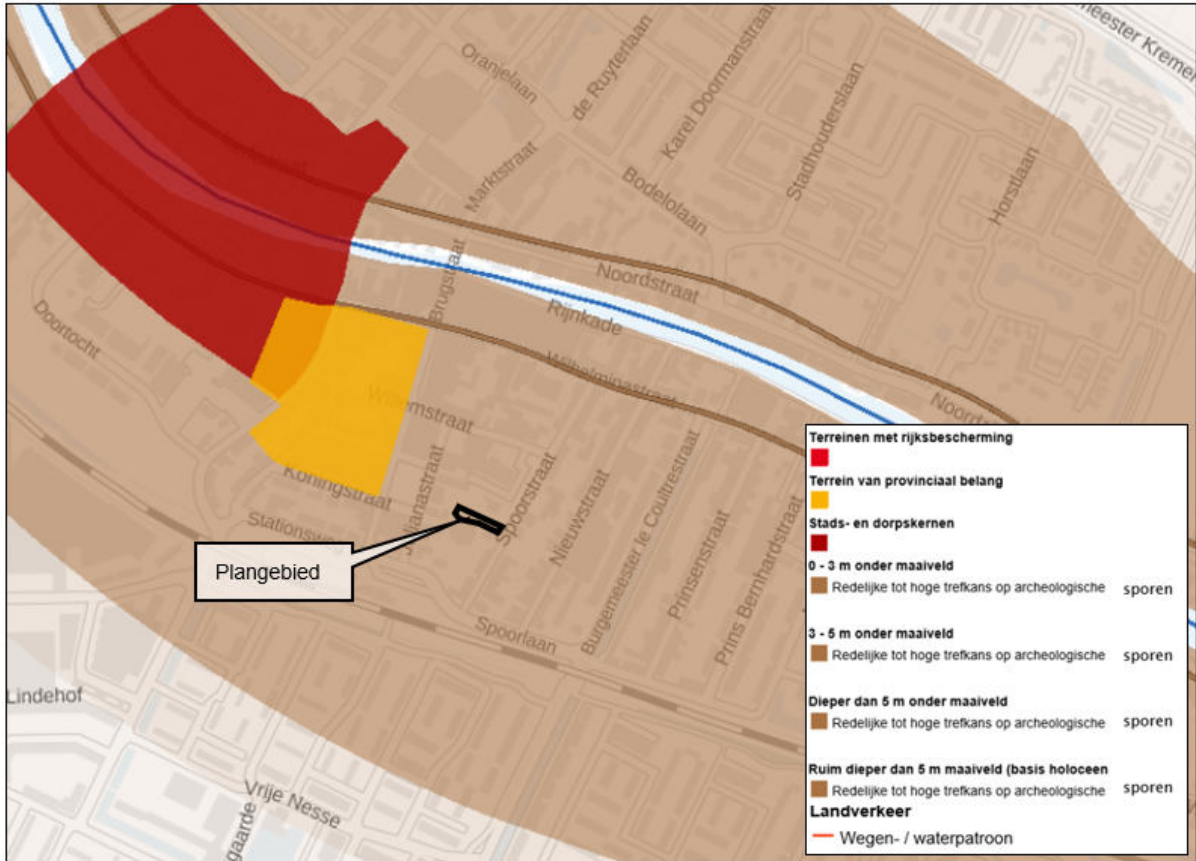 meester Kremer
Oranjelaan
de Ruyterlaan
Karel Doormanstraat
Stadhouderslaan
Horstlaan
Marktstraat
Bodelolaan
Brugstraat
Noordstraat
Rijnkade
Doortocht
Wilhelminastraat
Noordst
Willemstraat
Koningstraat
Stationsweg
Julianastraat
Spoorstraat
Nieuwstraat
Burgemeester le Coultrestraat
Prinsenstraat
Prins Bernhardstraat
Spoorlaan
Plangebied
Lindehof
Vrije Nesse
gaarde
Terreinen met rijksbescherming
Terrein van provinciaal belang
Stads- en dorpskernen
0 - 3 m onder maaiveld
Redelijke tot hoge trefkans op archeologische sporen
3 - 5 m onder maaiveld
Redelijke tot hoge trefkans op archeologische sporen
Dieper dan 5 m onder maaiveld
Redelijke tot hoge trefkans op archeologische sporen
Ruim dieper dan 5 m maaiveld (basis holoceen
Redelijke tot hoge trefkans op archeologische sporen
Landverkeer
Wegen- / waterpatroon